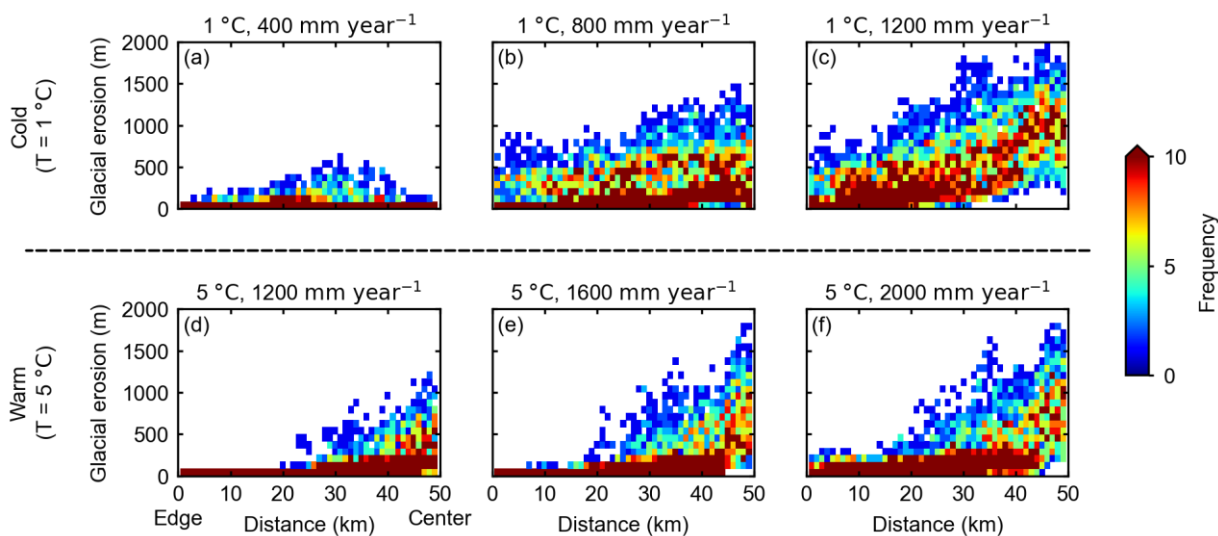 1 °C, 400 mm year⁻¹ 1 °C, 800 mm year⁻¹ 1 °C, 1200 mm year⁻¹
Cold
(T = 1 °C)
Glacial erosion (m)
2000
1500
1000
500
0
(a) (b) (c)
5 °C, 1200 mm year⁻¹ 5 °C, 1600 mm year⁻¹ 5 °C, 2000 mm year⁻¹
Warm
(T = 5 °C)
Glacial erosion (m)
2000
1500
1000
500
0
(d) (e) (f)
0 10 20 30 40 50 0 10 20 30 40 50 0 10 20 30 40 50
Edge Distance (km) Center Distance (km) Distance (km)
10
5
0
Frequency